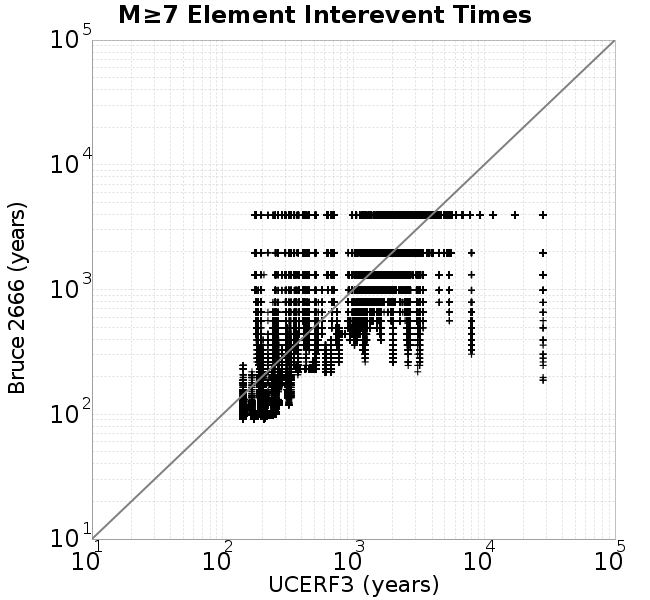 M≥7 Element Interevent Times
10^5
10^4
10^3
10^2
10^1
Bruce 2666 (years)
10^1 10^2 10^3 10^4 10^5
UCERF3 (years)